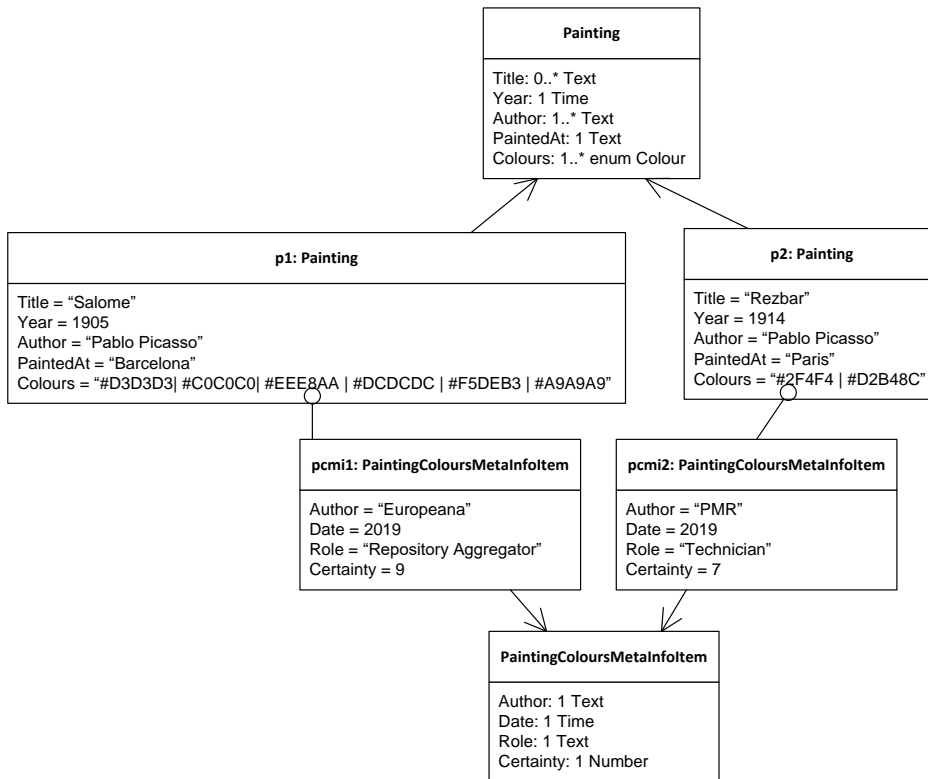 Painting
Title: 0..* Text
Year: 1 Time
Author: 1..* Text
PaintedAt: 1 Text
Colours: 1..* enum Colour
p1: Painting
Title = “Salome”
Year = 1905
Author = “Pablo Picasso”
PaintedAt = “Barcelona”
Colours = “#D3D3D3| #C0C0C0| #EEE8AA | #DCDCDC | #F5DEB3 | #A9A9A9”
p2: Painting
Title = “Rezbar”
Year = 1914
Author = “Pablo Picasso”
PaintedAt = “Paris”
Colours = “#2F4F4 | #D2B48C”
pcmi1: PaintingColoursMetaInfoItem
Author = “Europeana”
Date = 2019
Role = “Repository Aggregator”
Certainty = 9
pcmi2: PaintingColoursMetaInfoItem
Author = “PMR”
Date = 2019
Role = “Technician”
Certainty = 7
PaintingColoursMetaInfoItem
Author: 1 Text
Date: 1 Time
Role: 1 Text
Certainty: 1 Number